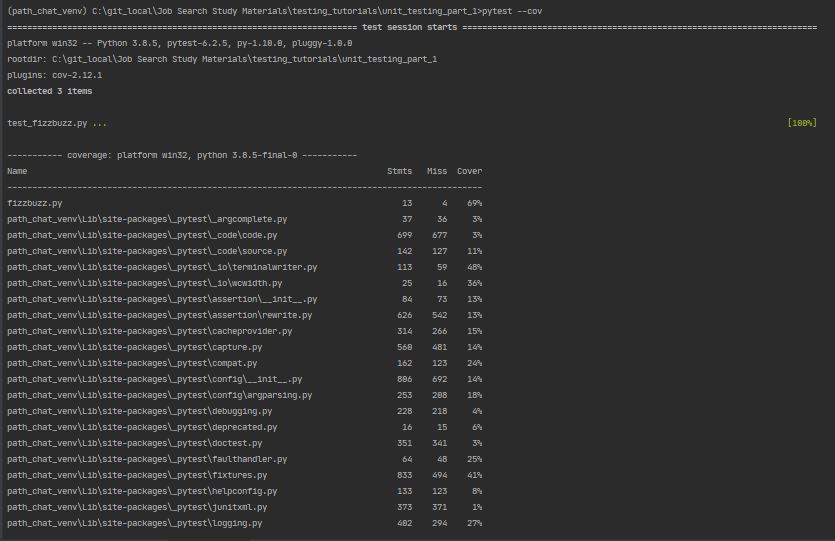 (path_chat_venv) C:\git_local\Job Search Study Materials\testing_tutorials\unit_testing_part_1>pytest --cov
====================================================================== test session starts =======================================================================
platform win32 -- Python 3.8.5, pytest-6.2.5, py-1.10.0, pluggy-1.0.0
rootdir: C:\git_local\Job Search Study Materials\testing_tutorials\unit_testing_part_1
plugins: cov-2.12.1
collected 3 items
test_fizzbuzz.py ... [100%]
----------- coverage: platform win32, python 3.8.5-final-0 -----------
Name Stmts Miss Cover
-----------------------------------------------------------------------------------------------
fizzbuzz.py 13 4 69%
path_chat_venv\Lib\site-packages\_pytest\_argcomplete.py 37 36 3%
path_chat_venv\Lib\site-packages\_pytest\_code\code.py 699 677 3%
path_chat_venv\Lib\site-packages\_pytest\_code\source.py 142 127 11%
path_chat_venv\Lib\site-packages\_pytest\_io\terminalwriter.py 113 59 48%
path_chat_venv\Lib\site-packages\_pytest\_io\wcwidth.py 25 16 36%
path_chat_venv\Lib\site-packages\_pytest\assertion\__init__.py 84 73 13%
path_chat_venv\Lib\site-packages\_pytest\assertion\rewrite.py 626 542 13%
path_chat_venv\Lib\site-packages\_pytest\cacheprovider.py 314 266 15%
path_chat_venv\Lib\site-packages\_pytest\capture.py 560 481 14%
path_chat_venv\Lib\site-packages\_pytest\compat.py 162 123 24%
path_chat_venv\Lib\site-packages\_pytest\config\__init__.py 806 692 14%
path_chat_venv\Lib\site-packages\_pytest\config\argparsing.py 253 208 18%
path_chat_venv\Lib\site-packages\_pytest\debugging.py 228 218 4%
path_chat_venv\Lib\site-packages\_pytest\deprecated.py 16 15 6%
path_chat_venv\Lib\site-packages\_pytest\doctest.py 351 341 3%
path_chat_venv\Lib\site-packages\_pytest\faulthandler.py 64 48 25%
path_chat_venv\Lib\site-packages\_pytest\fixtures.py 833 494 41%
path_chat_venv\Lib\site-packages\_pytest\helpconfig.py 133 123 8%
path_chat_venv\Lib\site-packages\_pytest\junitxml.py 373 371 1%
path_chat_venv\Lib\site-packages\_pytest\logging.py 402 294 27%